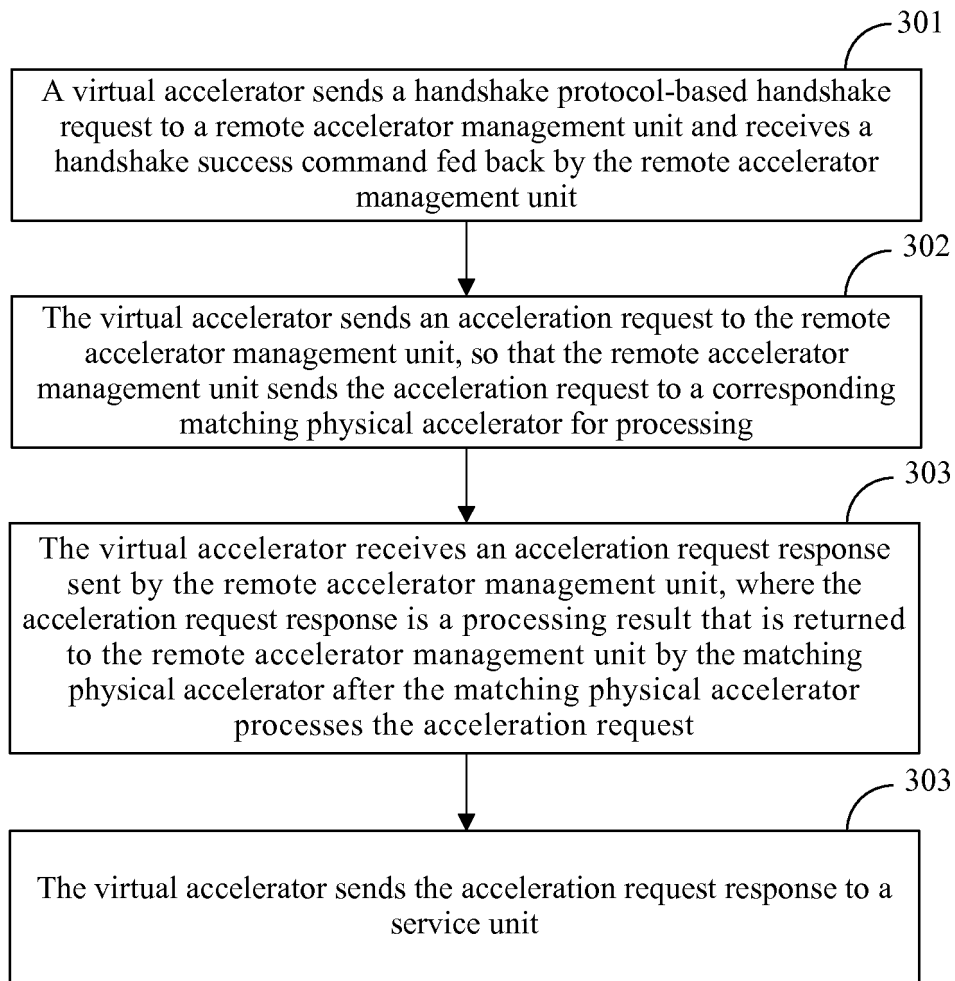 301
A virtual accelerator sends a handshake protocol-based handshake
request to a remote accelerator management unit and receives a
handshake success command fed back by the remote accelerator
management unit
302
The virtual accelerator sends an acceleration request to the remote
accelerator management unit, so that the remote accelerator
management unit sends the acceleration request to a corresponding
matching physical accelerator for processing
303
The virtual accelerator receives an acceleration request response
sent by the remote accelerator management unit, where the
acceleration request response is a processing result that is returned
to the remote accelerator management unit by the matching
physical accelerator after the matching physical accelerator
processes the acceleration request
303
The virtual accelerator sends the acceleration request response to a
service unit